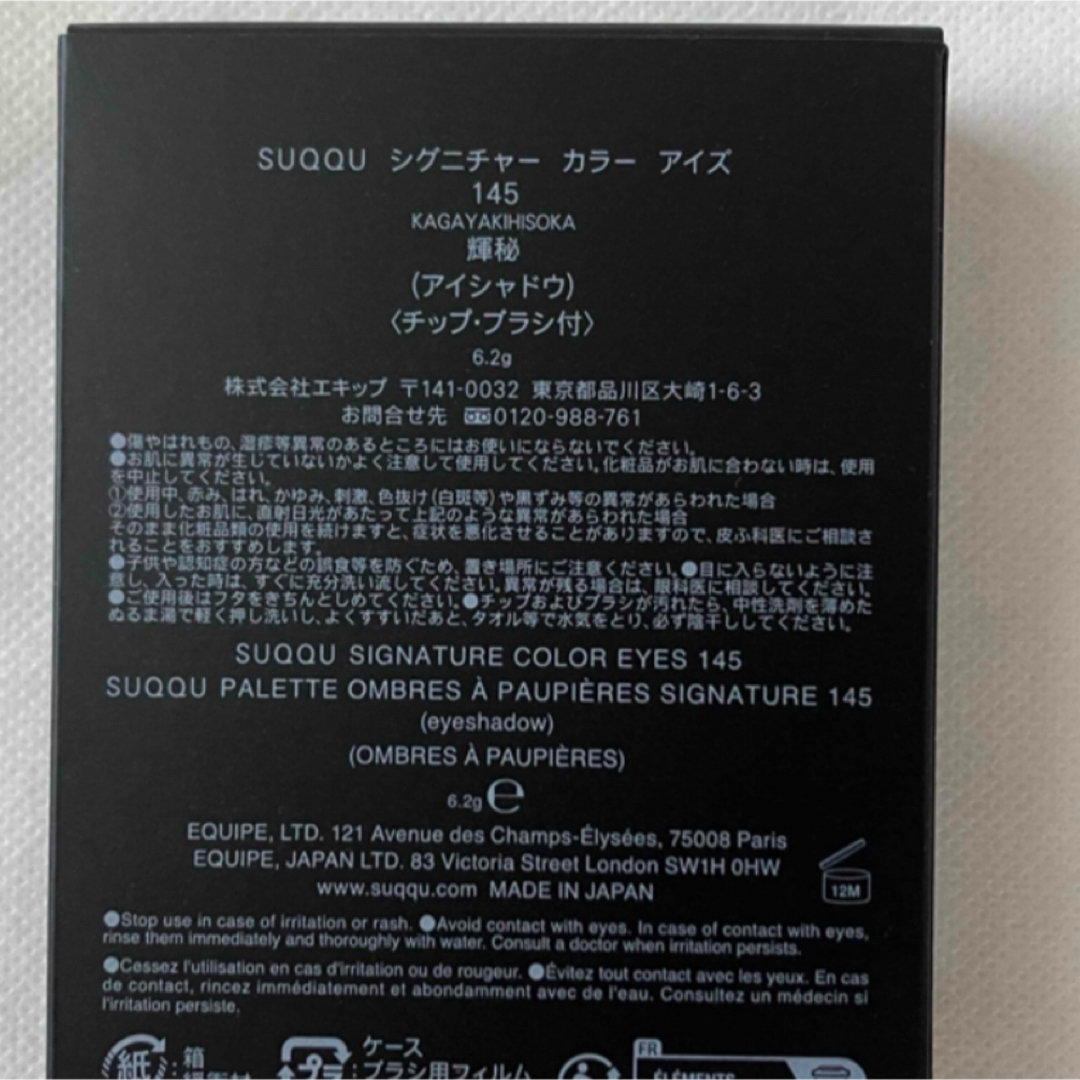 SUQQU シグニチャー カラー アイズ
145
KAGAYAKIHISOKA
輝秘
(アイシャドウ)
〈チップ・ブラシ付〉
6.2g
株式会社エキップ 〒141-0032 東京都品川区大崎1-6-3
お問合せ先 0120-988-761
●傷やはれもの、湿疹等異常のあるところにはお使いにならないでください。
●お肌に異常が生じていないかよく注意して使用してください。化粧品がお肌に合わない時は、使用
を中止してください。
①使用中、赤み、はれ、かゆみ、刺激、色抜け(白斑等)や黒ずみ等の異常があらわれた場合
②使用したお肌に、直射日光があたって上記のような異常があらわれた場合
そのまま化粧品類の使用を続けますと、症状を悪化させることがありますので、皮ふ科医にご相談さ
れることをおすすめします。
●子供や認知症の方などの誤食等を防ぐため、置き場所にご注意ください。●目に入らないように注
意し、入った時は、すぐに充分洗い流してください。異常が残る場合は、眼科医に相談してください。
●ご使用後はフタをきちんとしめてください。●チップおよびブラシが汚れたら、中性洗剤を薄めた
ぬるま湯で軽く押し洗いし、よくすすいだあと、タオル等で水気をとり、必ず陰干ししてください。
SUQQU SIGNATURE COLOR EYES 145
SUQQU PALETTE OMBRES À PAUPIÈRES SIGNATURE 145
(eyeshadow)
(OMBRES À PAUPIÈRES)
6.2g ℮
EQUIPE, LTD. 121 Avenue des Champs-Élysées, 75008 Paris
EQUIPE, JAPAN LTD. 83 Victoria Street London SW1H 0HW
www.suqqu.com MADE IN JAPAN
12M
●Stop use in case of irritation or rash. ●Avoid contact with eyes. In case of contact with eyes,
rinse them immediately and thoroughly with water. Consult a doctor when irritation persists.
●Cessez l'utilisation en cas d'irritation ou de rougeur. ●Évitez tout contact avec les yeux. En cas
de contact, rincez immédiatement et abondamment avec de l'eau. Consultez un médecin si
l'irritation persiste.
紙:箱
プラ:ケース
ブラシ用フィルム
FR
ÉLÉMENTS